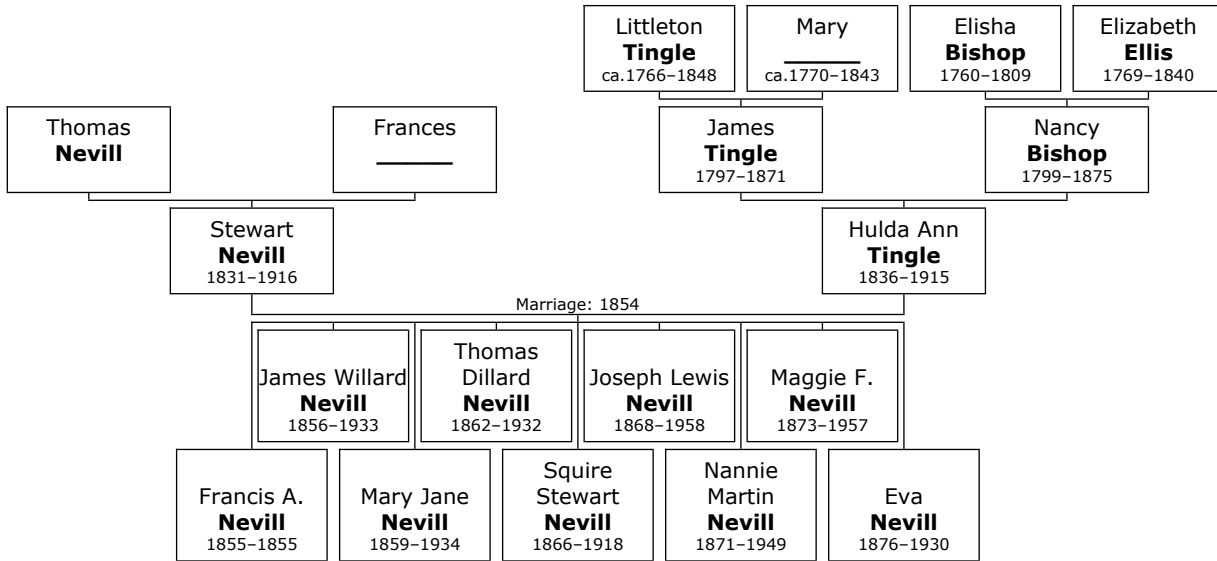 Littleton
Tingle
ca.1766–1848
Mary
______
ca.1770–1843
Elisha
Bishop
1760–1809
Elizabeth
Ellis
1769–1840
Thomas
Nevill
Frances
______
James
Tingle
1797–1871
Nancy
Bishop
1799–1875
Stewart
Nevill
1831–1916
Hulda Ann
Tingle
1836–1915
Marriage: 1854
James Willard
Nevill
1856–1933
Thomas
Dillard
Nevill
1862–1932
Joseph Lewis
Nevill
1868–1958
Maggie F.
Nevill
1873–1957
Francis A.
Nevill
1855–1855
Mary Jane
Nevill
1859–1934
Squire
Stewart
Nevill
1866–1918
Nannie
Martin
Nevill
1871–1949
Eva
Nevill
1876–1930